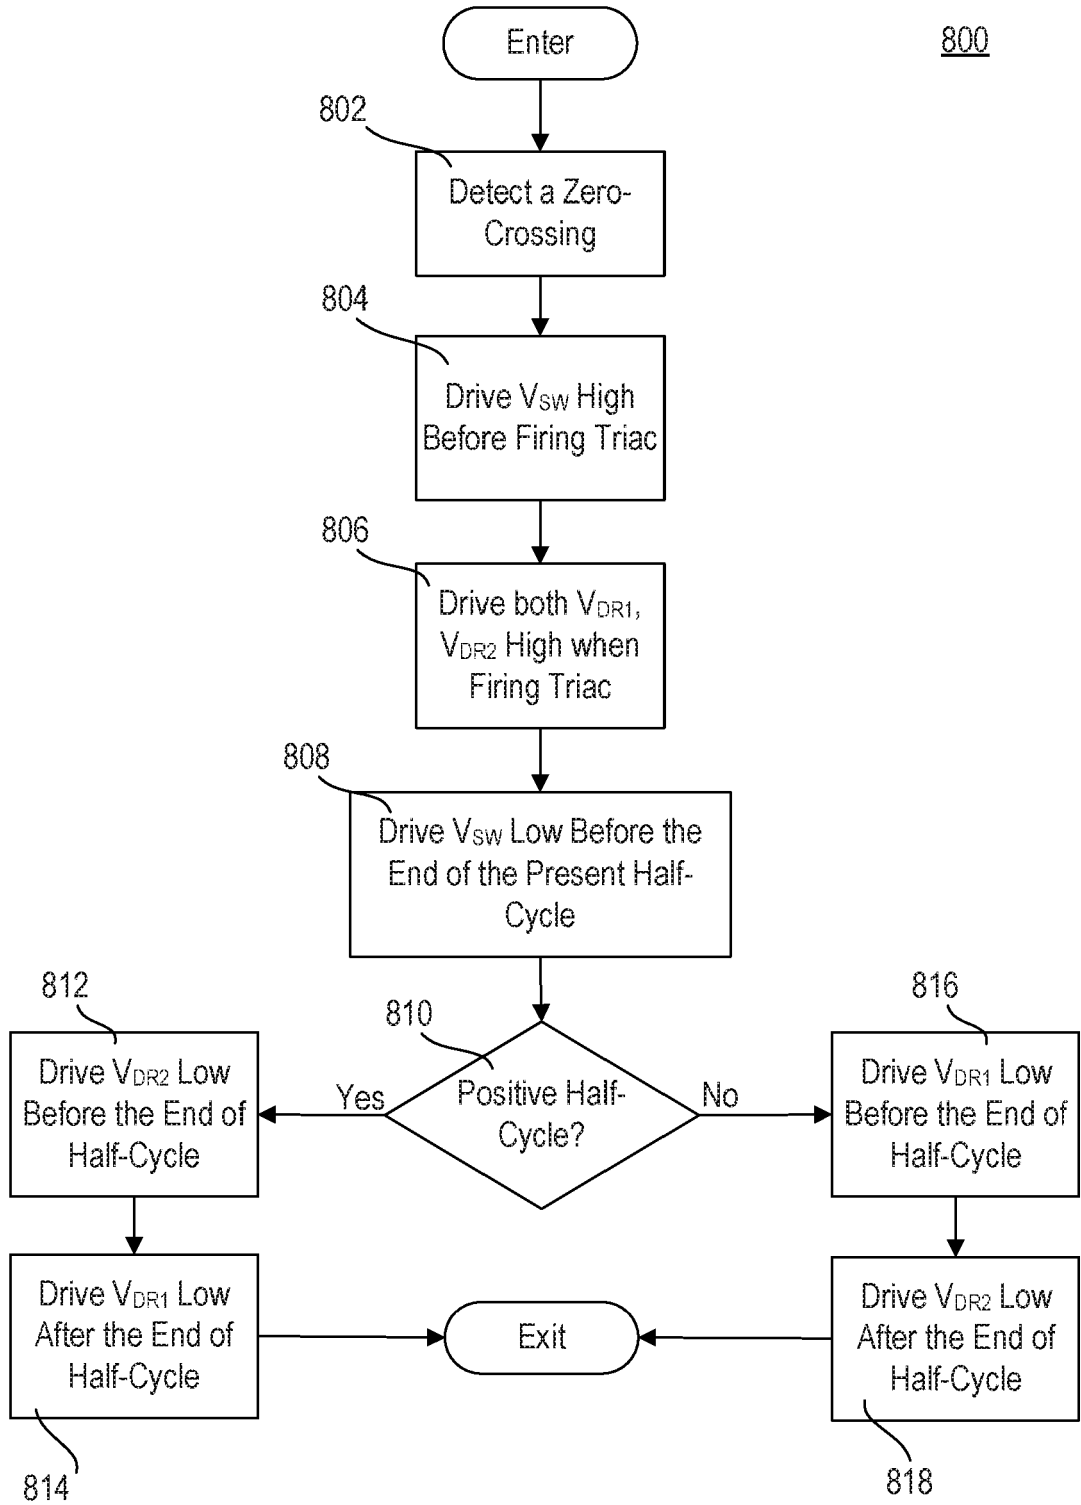 Enter
800
802
Detect a Zero-
Crossing
804
Drive VSW High
Before Firing Triac
806
Drive both VDR1,
VDR2 High when
Firing Triac
808
Drive VSW Low Before the
End of the Present Half-
Cycle
810
Positive Half-
Cycle?
Yes
No
812
Drive VDR2 Low
Before the End of
Half-Cycle
Drive VDR1 Low
After the End of
Half-Cycle
814
816
Drive VDR1 Low
Before the End of
Half-Cycle
Drive VDR2 Low
After the End of
Half-Cycle
818
Exit